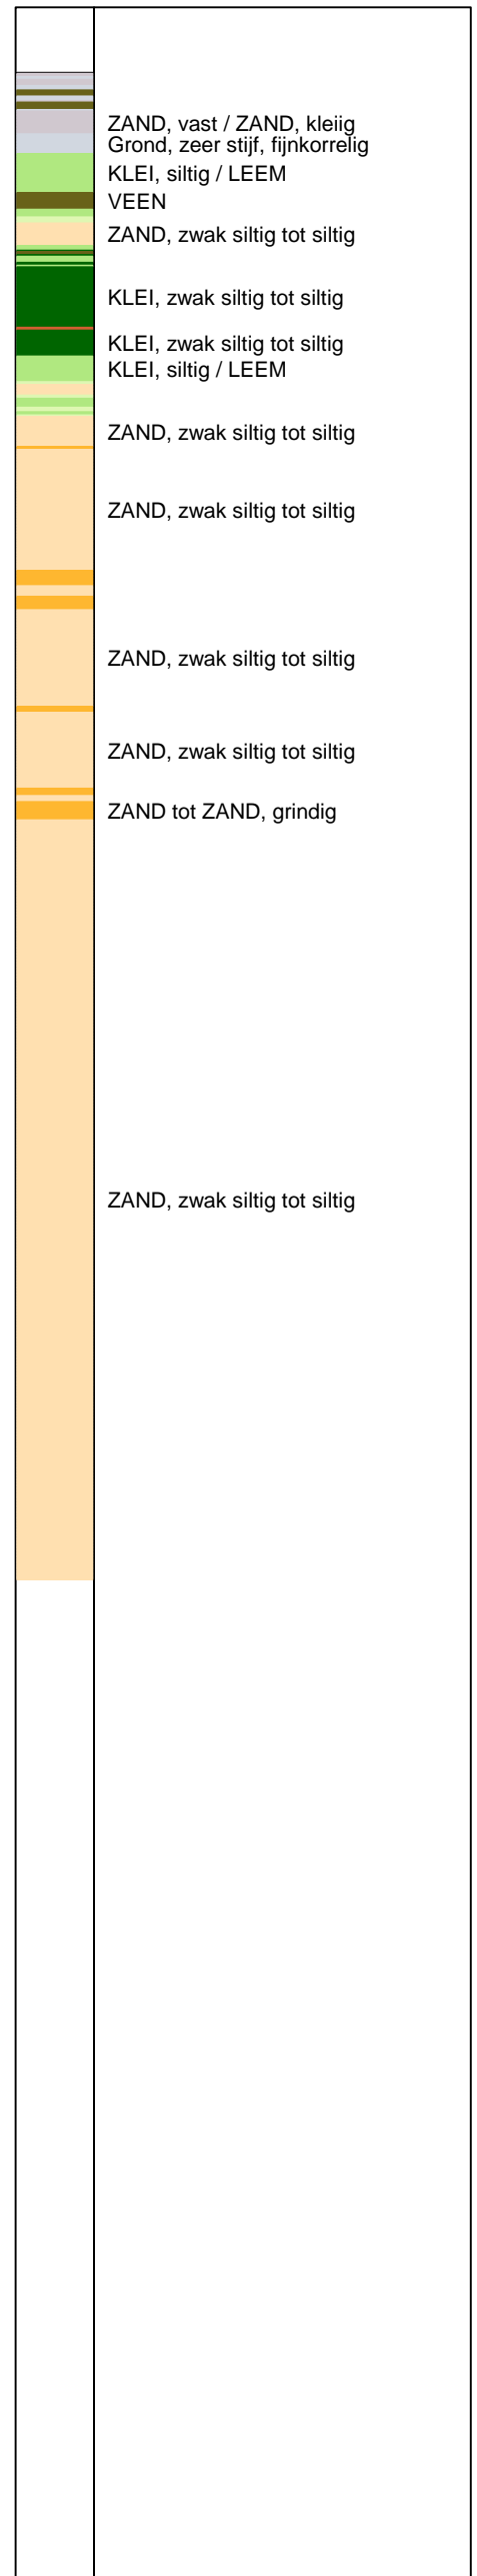 ZAND, vast / ZAND, kleiig
Grond, zeer stijf, fijnkorrelig
KLEI, siltig / LEEM
VEEN
ZAND, zwak siltig tot siltig
KLEI, zwak siltig tot siltig
KLEI, zwak siltig tot siltig
KLEI, siltig / LEEM
ZAND, zwak siltig tot siltig
ZAND, zwak siltig tot siltig
ZAND, zwak siltig tot siltig
ZAND, zwak siltig tot siltig
ZAND tot ZAND, grindig
ZAND, zwak siltig tot siltig